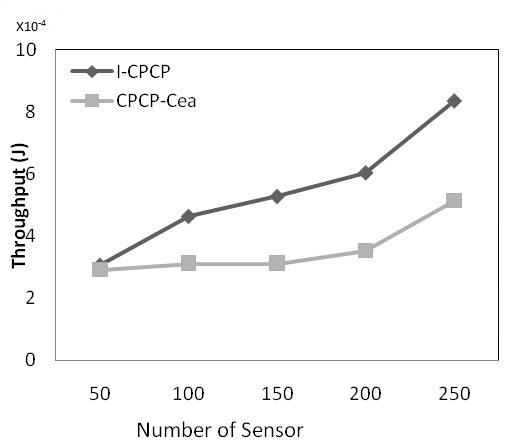 X10-4
10
I-CPCP
CPCP-Cea
8
6
4
2
0
Throughput (J)
50 100 150 200 250
Number of Sensor